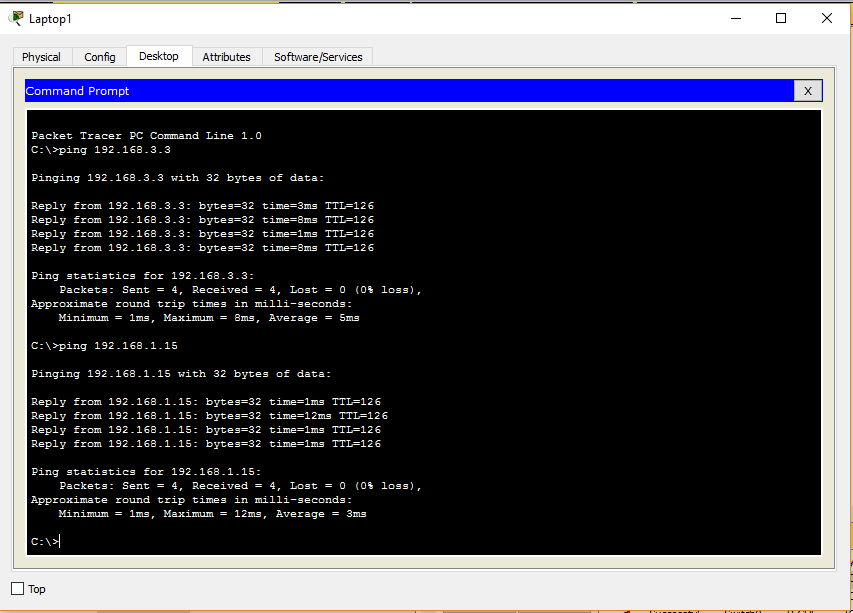 Laptop1
Physical Config Desktop Attributes Software/Services
Command Prompt X
Packet Tracer PC Command Line 1.0
C:\>ping 192.168.3.3
Pinging 192.168.3.3 with 32 bytes of data:
Reply from 192.168.3.3: bytes=32 time=3ms TTL=126
Reply from 192.168.3.3: bytes=32 time=8ms TTL=126
Reply from 192.168.3.3: bytes=32 time=1ms TTL=126
Reply from 192.168.3.3: bytes=32 time=8ms TTL=126
Ping statistics for 192.168.3.3:
Packets: Sent = 4, Received = 4, Lost = 0 (0% loss),
Approximate round trip times in milli-seconds:
Minimum = 1ms, Maximum = 8ms, Average = 5ms
C:\>ping 192.168.1.15
Pinging 192.168.1.15 with 32 bytes of data:
Reply from 192.168.1.15: bytes=32 time=1ms TTL=126
Reply from 192.168.1.15: bytes=32 time=12ms TTL=126
Reply from 192.168.1.15: bytes=32 time=1ms TTL=126
Reply from 192.168.1.15: bytes=32 time=1ms TTL=126
Ping statistics for 192.168.1.15:
Packets: Sent = 4, Received = 4, Lost = 0 (0% loss),
Approximate round trip times in milli-seconds:
Minimum = 1ms, Maximum = 12ms, Average = 3ms
C:\>
Top